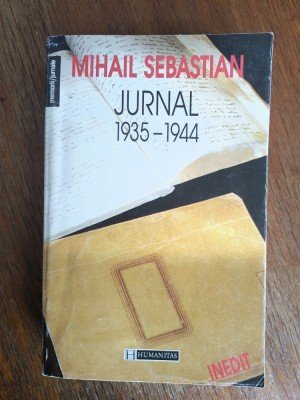 memorii/jurnale
MIHAIL SEBASTIAN
JURNAL
1935–1944
H HUMANITAS
INEDIT